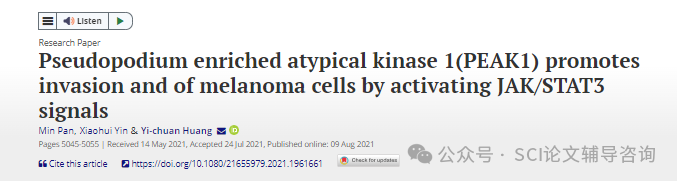 Listen
Research Paper
Pseudopodium enriched atypical kinase 1(PEAK1) promotes
invasion and of melanoma cells by activating JAK/STAT3
signals
Min Pan, Xiaohui Yin & Yi-chuan Huang
Pages 5045-5055 | Received 14 May 2021, Accepted 24 Jul 2021, Published online: 09 Aug 2021
Cite this article https://doi.org/10.1080/21655979.2021.1961661 Check for updates
公众号 · SCI论文辅导咨询